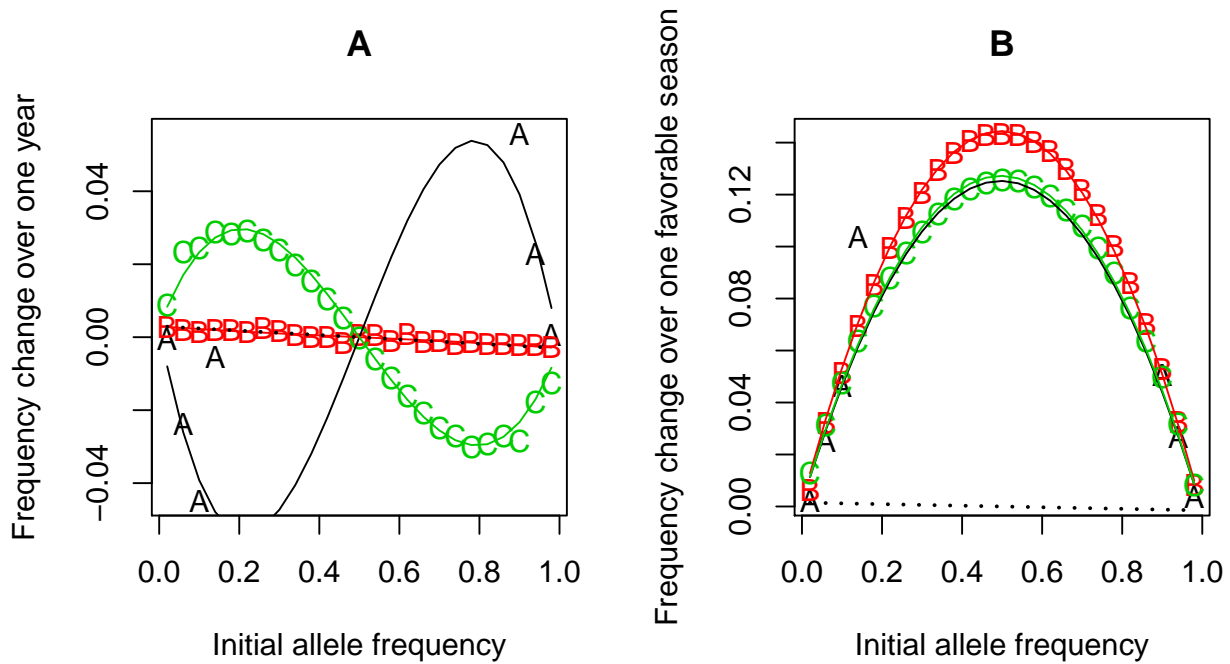 A
Frequency change over one year
0.04
0.00
−0.04
A A A A A A A A
B B B B B B B B B B B B B B B B B B B B B B B B B
C C C C C C C C C C C C C C C C C C C C C C C C C
0.0 0.2 0.4 0.6 0.8 1.0
Initial allele frequency
B
Frequency change over one favorable season
0.12
0.08
0.04
0.00
A A A A A A A
B B B B B B B B B B B B B B B B B B B B B B B B B
C C C C C C C C C C C C C C C C C C C C C C C C C
0.0 0.2 0.4 0.6 0.8 1.0
Initial allele frequency